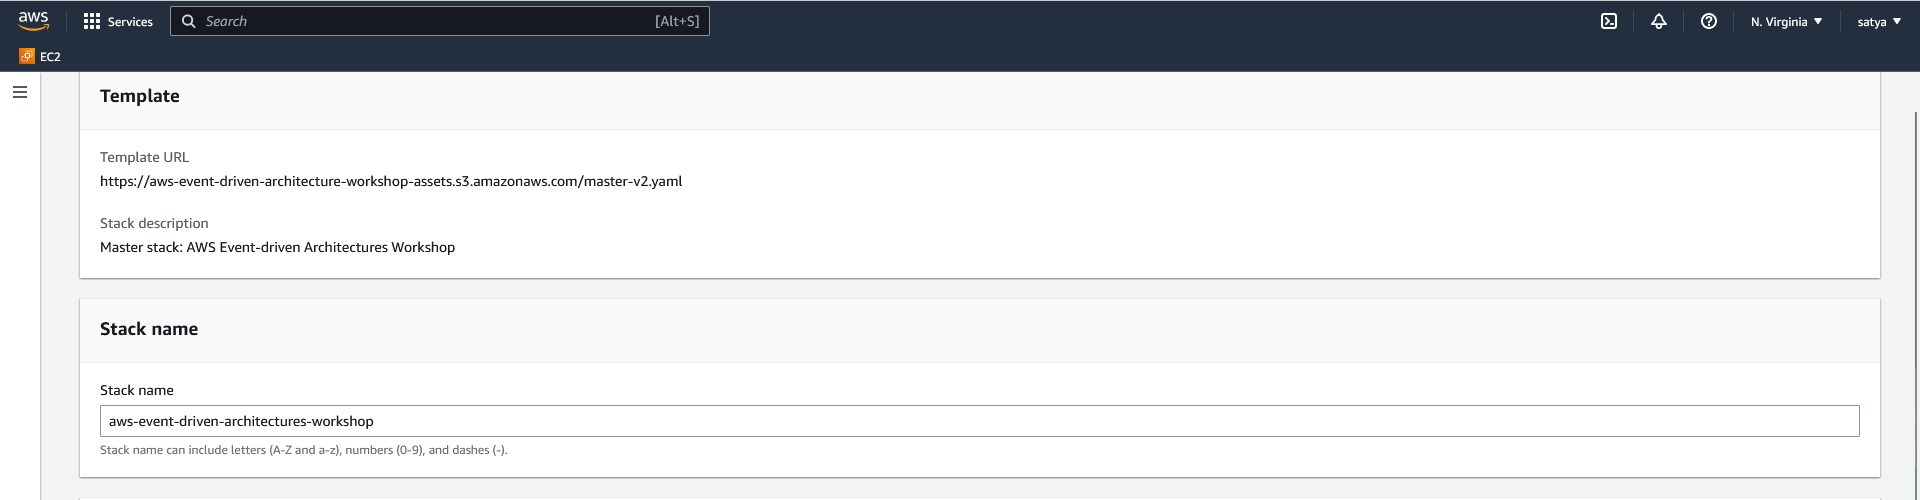 aws
Services
Search
[Alt+S]
N. Virginia
satya
EC2
Template
Template URL
https://aws-event-driven-architecture-workshop-assets.s3.amazonaws.com/master-v2.yaml
Stack description
Master stack: AWS Event-driven Architectures Workshop
Stack name
Stack name
aws-event-driven-architectures-workshop
Stack name can include letters (A-Z and a-z), numbers (0-9), and dashes (-).